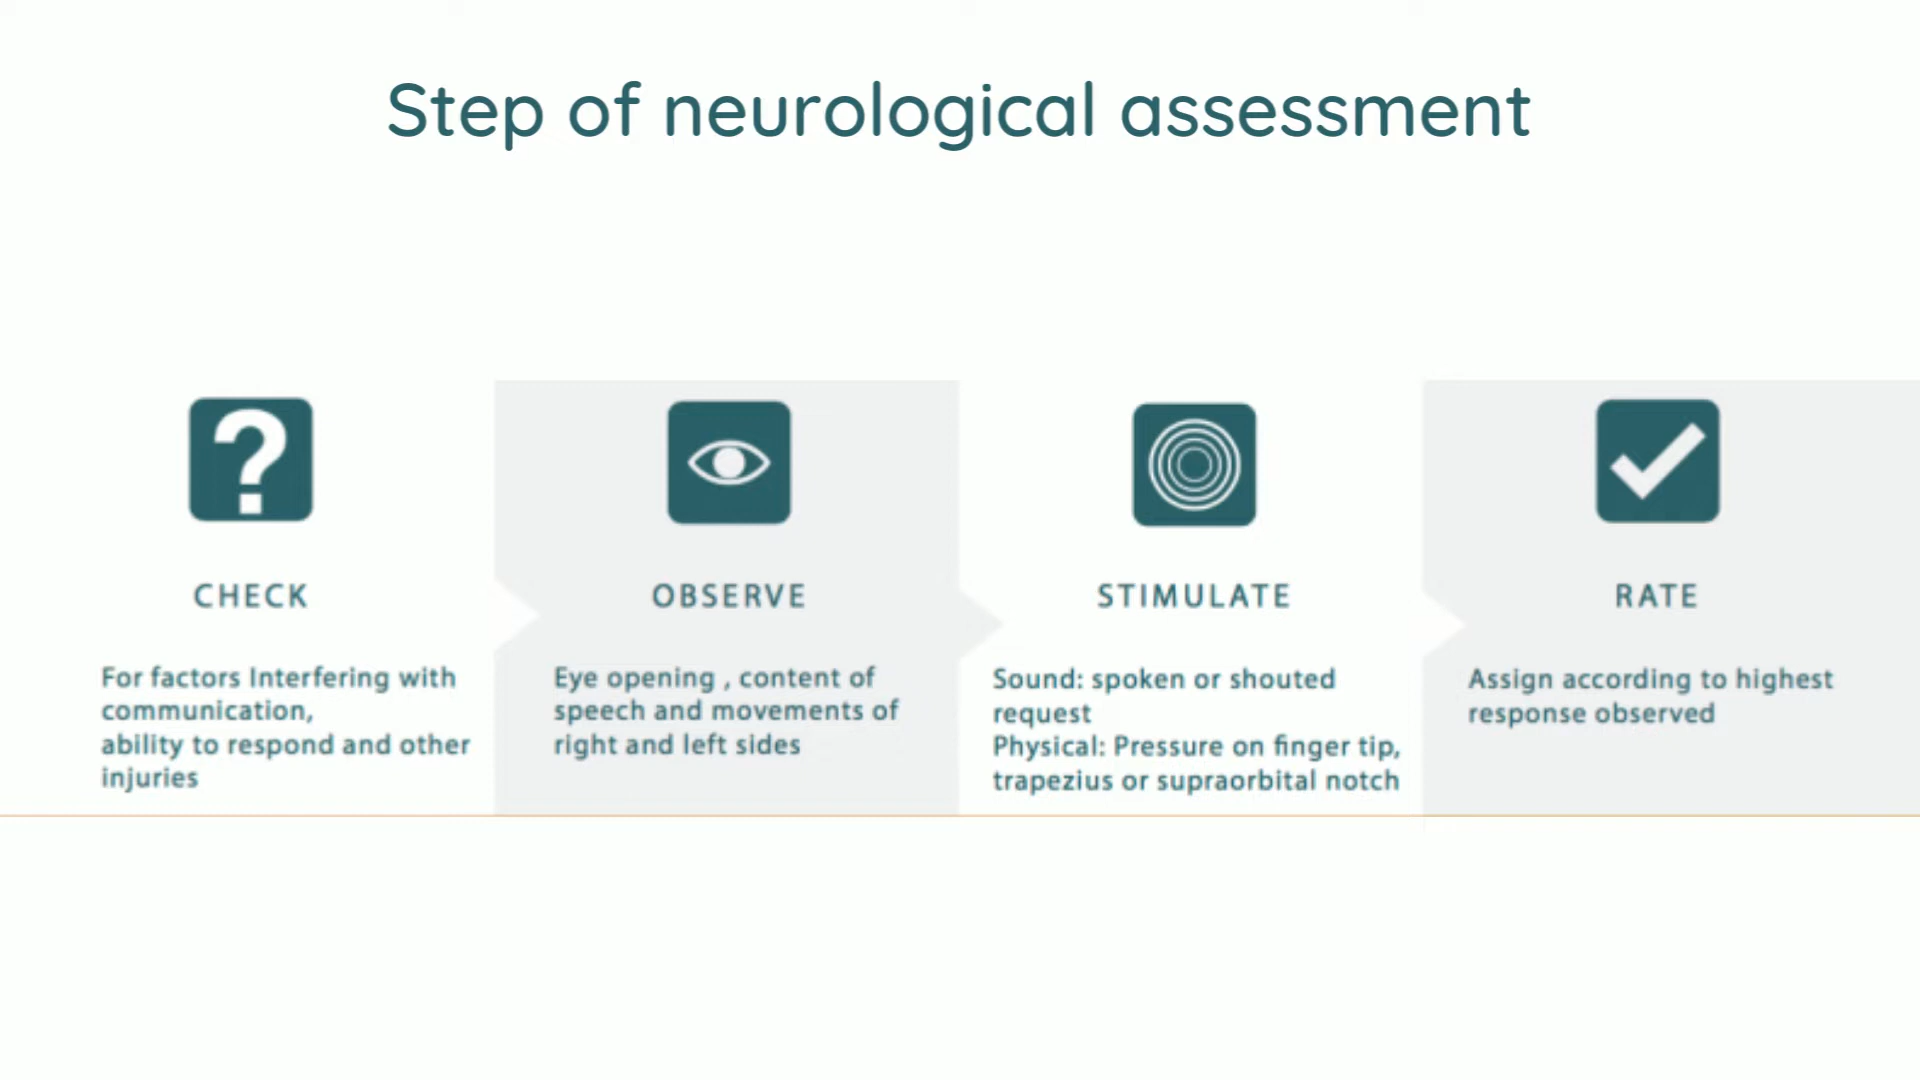 Step of neurological assessment
CHECK
For factors Interfering with
communication,
ability to respond and other
injuries
OBSERVE
Eye opening , content of
speech and movements of
right and left sides
STIMULATE
Sound: spoken or shouted
request
Physical: Pressure on finger tip,
trapezius or supraorbital notch
RATE
Assign according to highest
response observed